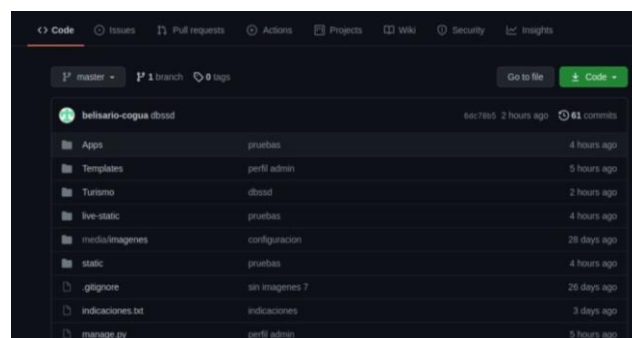 Code Issues Pull requests Actions Projects Wiki Security Insights
master 1 branch 0 tags Go to file Code
belisario-cogua dbssd 6dc78b5 2 hours ago 61 commits
Apps pruebas 4 hours ago
Templates perfil admin 5 hours ago
Turismo dbssd 2 hours ago
live-static pruebas 4 hours ago
media/imagenes configuracion 28 days ago
static pruebas 4 hours ago
.gitignore sin imagenes 7 26 days ago
indicaciones.txt indicaciones 3 days ago
manage.py perfil admin 5 hours ago